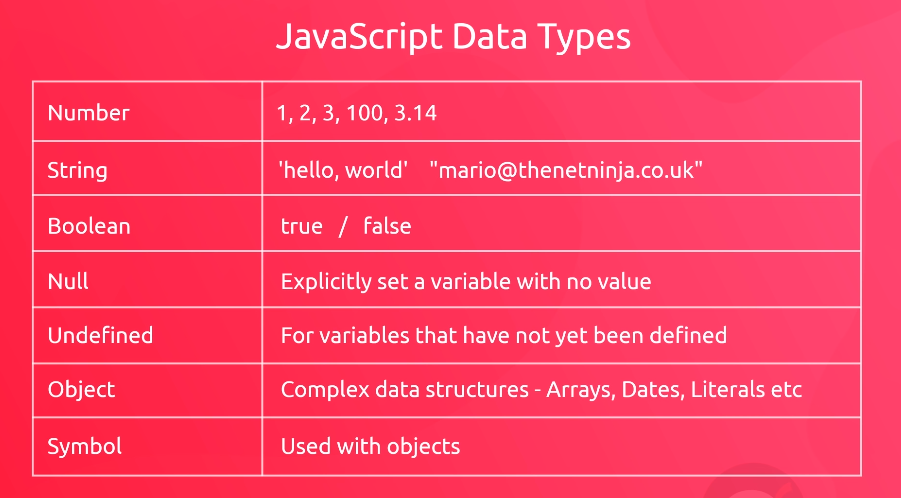 JavaScript Data Types
Number 1, 2, 3, 100, 3.14
String 'hello, world' "mario@thenetninja.co.uk"
Boolean true / false
Null Explicitly set a variable with no value
Undefined For variables that have not yet been defined
Object Complex data structures - Arrays, Dates, Literals etc
Symbol Used with objects